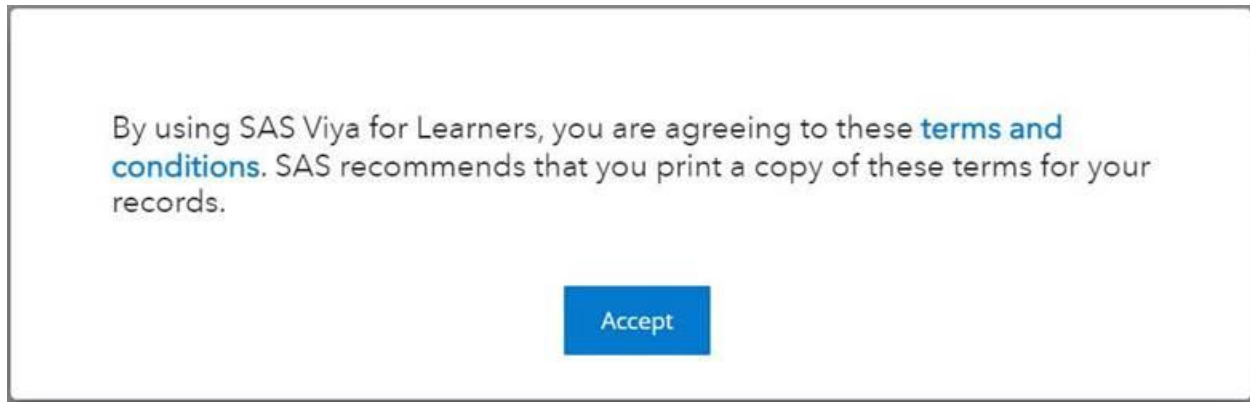 By using SAS Viya for Learners, you are agreeing to these terms and
conditions. SAS recommends that you print a copy of these terms for your
records.
Accept